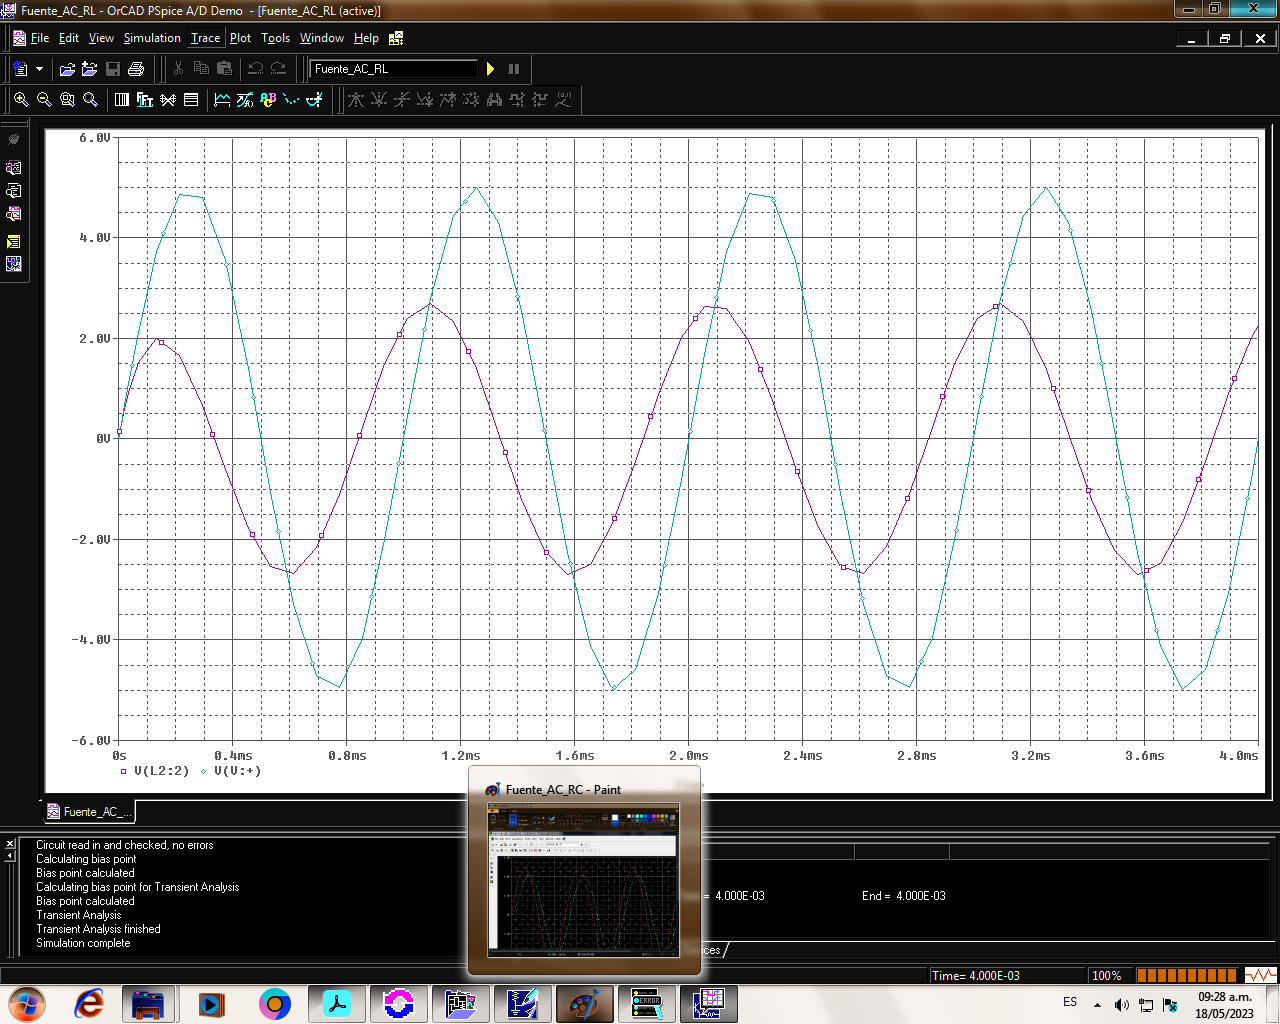 Fuente_AC_RL - OrCAD PSpice A/D Demo - [Fuente_AC_RL (active)]
File Edit View Simulation Trace Plot Tools Window Help
Fuente_AC_RL
FFT
6.0V
4.0V
2.0V
0V
-2.0V
-4.0V
-6.0V
0s 0.4ms 0.8ms 1.2ms 1.6ms 2.0ms 2.4ms 2.8ms 3.2ms 3.6ms 4.0ms
V(L2:2) V(V:+)
Fuente_AC_RC - Paint
Fuente_AC_...
Circuit read in and checked, no errors
Calculating bias point
Bias point calculated
Calculating bias point for Transient Analysis
Bias point calculated
Transient Analysis
Transient Analysis finished
Simulation complete
= 4.000E-03 End = 4.000E-03
Time= 4.000E-03 100%
ERROR
ES
09:28 a.m.
18/05/2023